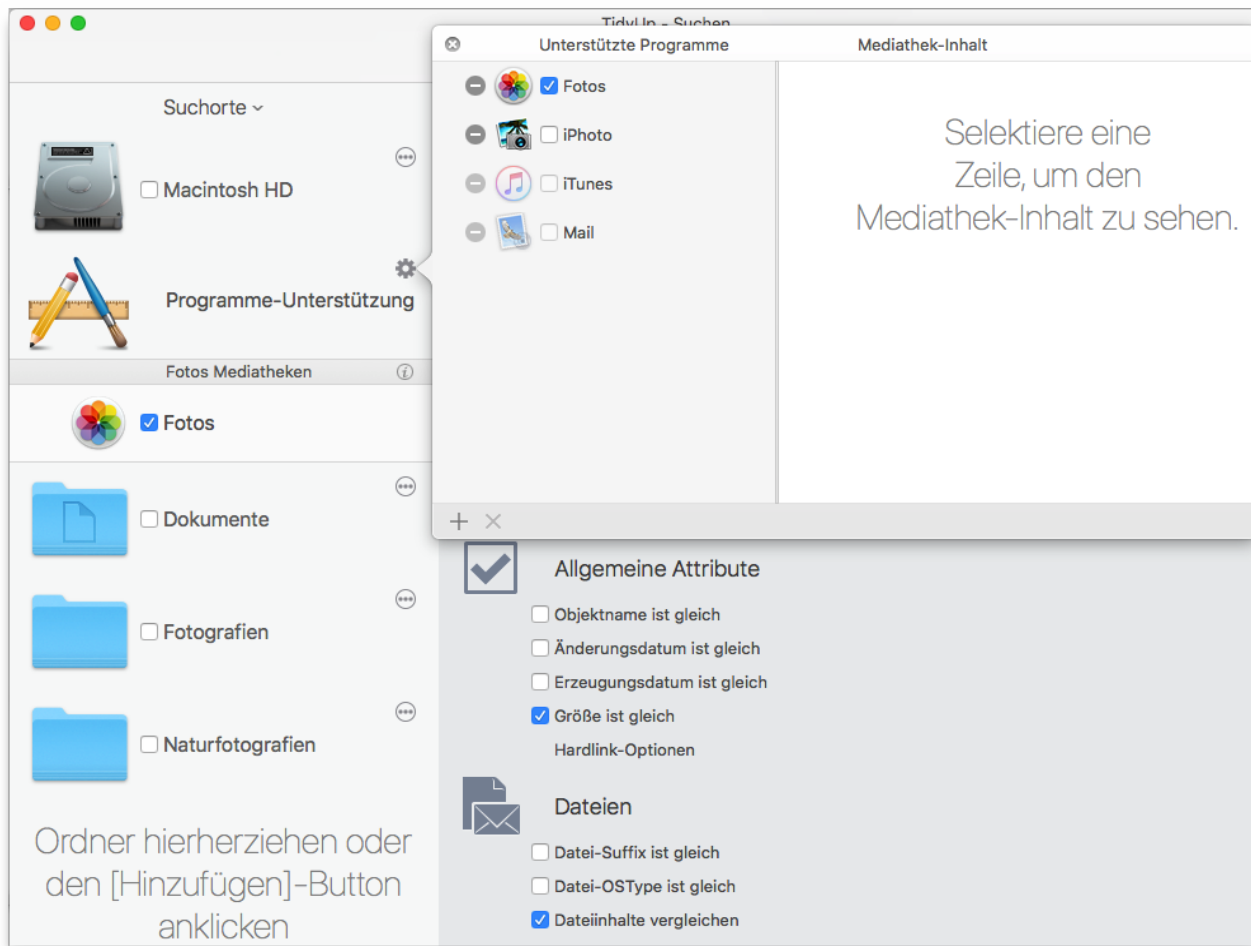 TidyUp - Suchen
Suchorte
Macintosh HD
Programme-Unterstützung
Fotos Mediatheken
Fotos
Dokumente
Fotografien
Naturfotografien
Ordner hierherziehen oder
den [Hinzufügen]-Button
anklicken
Unterstützte Programme
Fotos
iPhoto
iTunes
Mail
Mediathek-Inhalt
Selektiere eine
Zeile, um den
Mediathek-Inhalt zu sehen.
Allgemeine Attribute
Objektname ist gleich
Änderungsdatum ist gleich
Erzeugungsdatum ist gleich
Größe ist gleich
Hardlink-Optionen
Dateien
Datei-Suffix ist gleich
Datei-OSType ist gleich
Dateiinhalte vergleichen